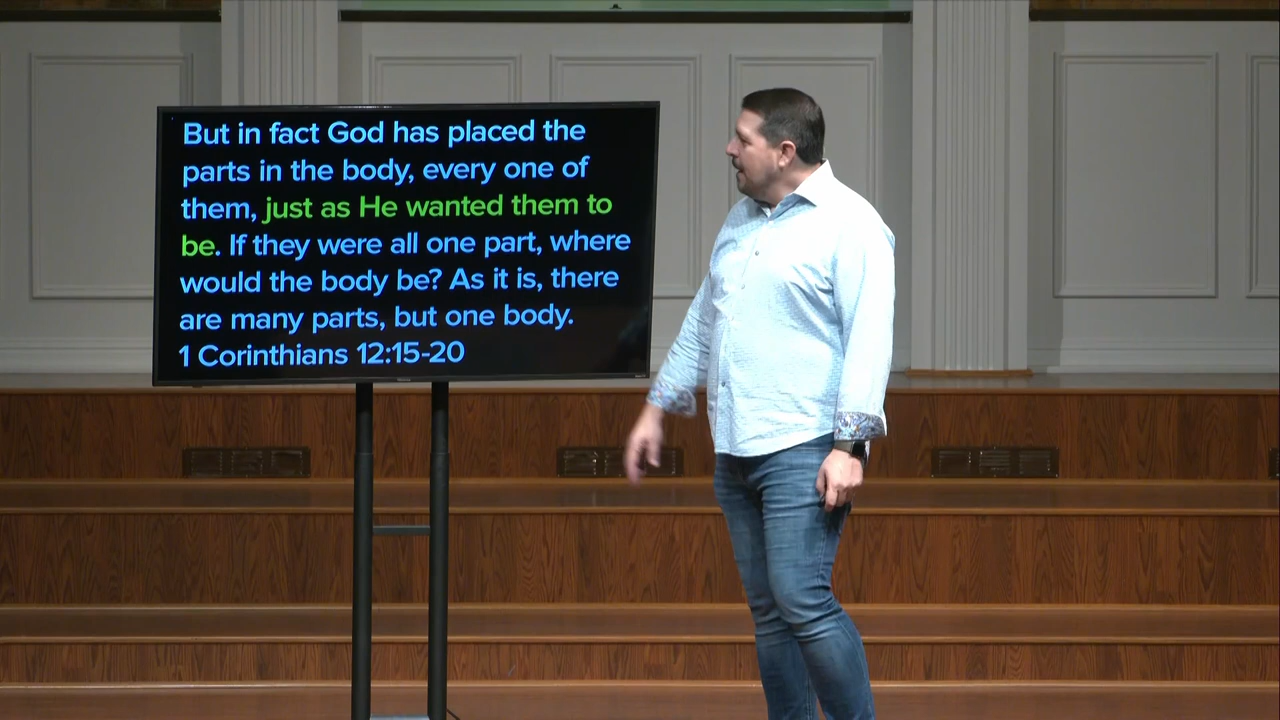 But in fact God has placed the
parts in the body, every one of
them, just as He wanted them to
be. If they were all one part, where
would the body be? As it is, there
are many parts, but one body.
1 Corinthians 12:15-20